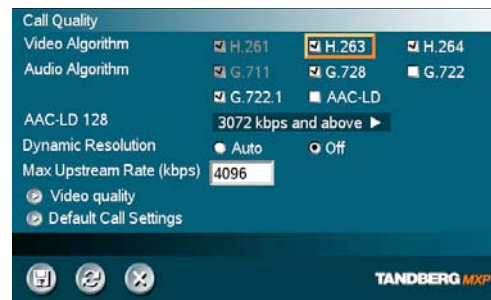 Call Quality
Video Algorithm H.261 H.263 H.264
Audio Algorithm G.711 G.728 G.722
G.722.1 AAC-LD
AAC-LD 128 3072 kbps and above
Dynamic Resolution Auto Off
Max Upstream Rate (kbps) 4096
Video quality
Default Call Settings
TANDBERG MXP